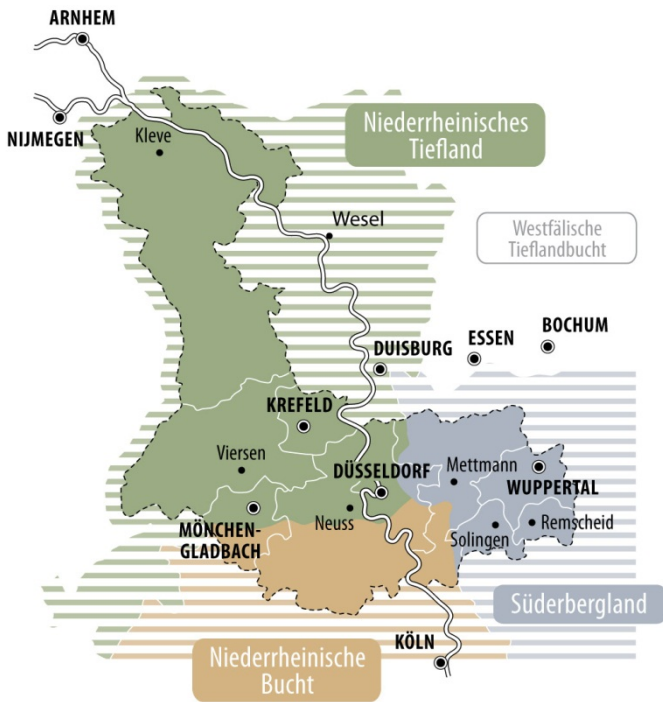 ARNHEM
NIJMEGEN
Kleve
Niederrheinisches
Tiefland
Wesel
Westfälische
Tieflandbucht
DUISBURG
ESSEN
BOCHUM
KREFELD
Viersen
DÜSSELDORF
Mettmann
WUPPERTAL
MÖNCHEN-
GLADBACH
Neuss
Solingen
Remscheid
Süderbergland
KÖLN
Niederrheinische
Bucht